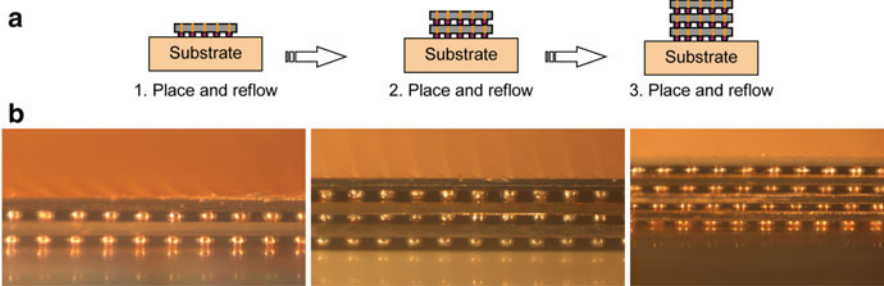 a
Substrate
Substrate
Substrate
1. Place and reflow
2. Place and reflow
3. Place and reflow
b